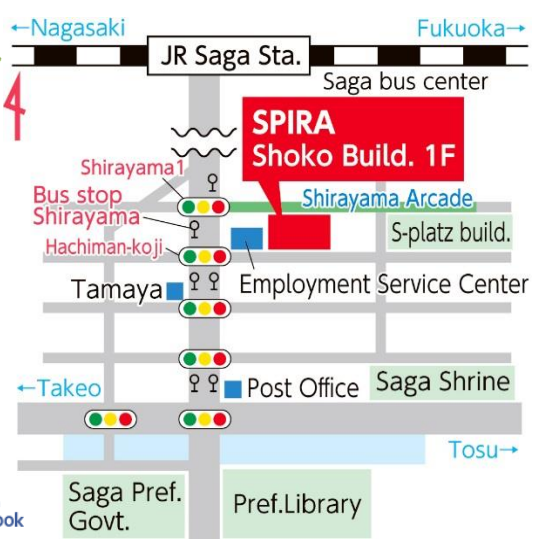 ←Nagasaki
Fukuoka→
JR Saga Sta.
Saga bus center
SPIRA
Shoko Build. 1F
Shirayama1
Shirayama Arcade
Bus stop
Shirayama
S-platz build.
Hachiman-koji
Tamaya
Employment Service Center
Post Office
Saga Shrine
←Takeo
Tosu→
Saga Pref.
Govt.
Pref.Library
ook